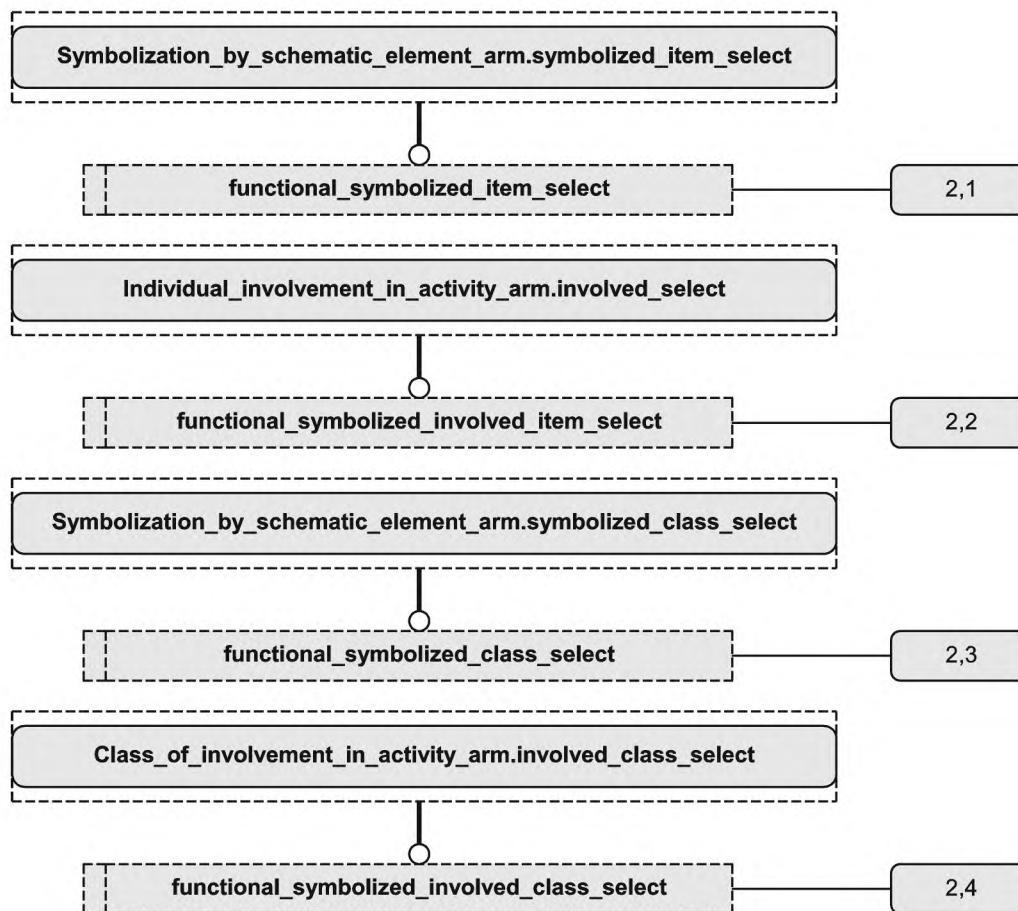 Symbolization_by_schematic_element_arm.symbolized_item_select
functional_symbolized_item_select
2,1
Individual_involvement_in_activity_arm.involved_select
functional_symbolized_involved_item_select
2,2
Symbolization_by_schematic_element_arm.symbolized_class_select
functional_symbolized_class_select
2,3
Class_of_involvement_in_activity_arm.involved_class_select
functional_symbolized_involved_class_select
2,4